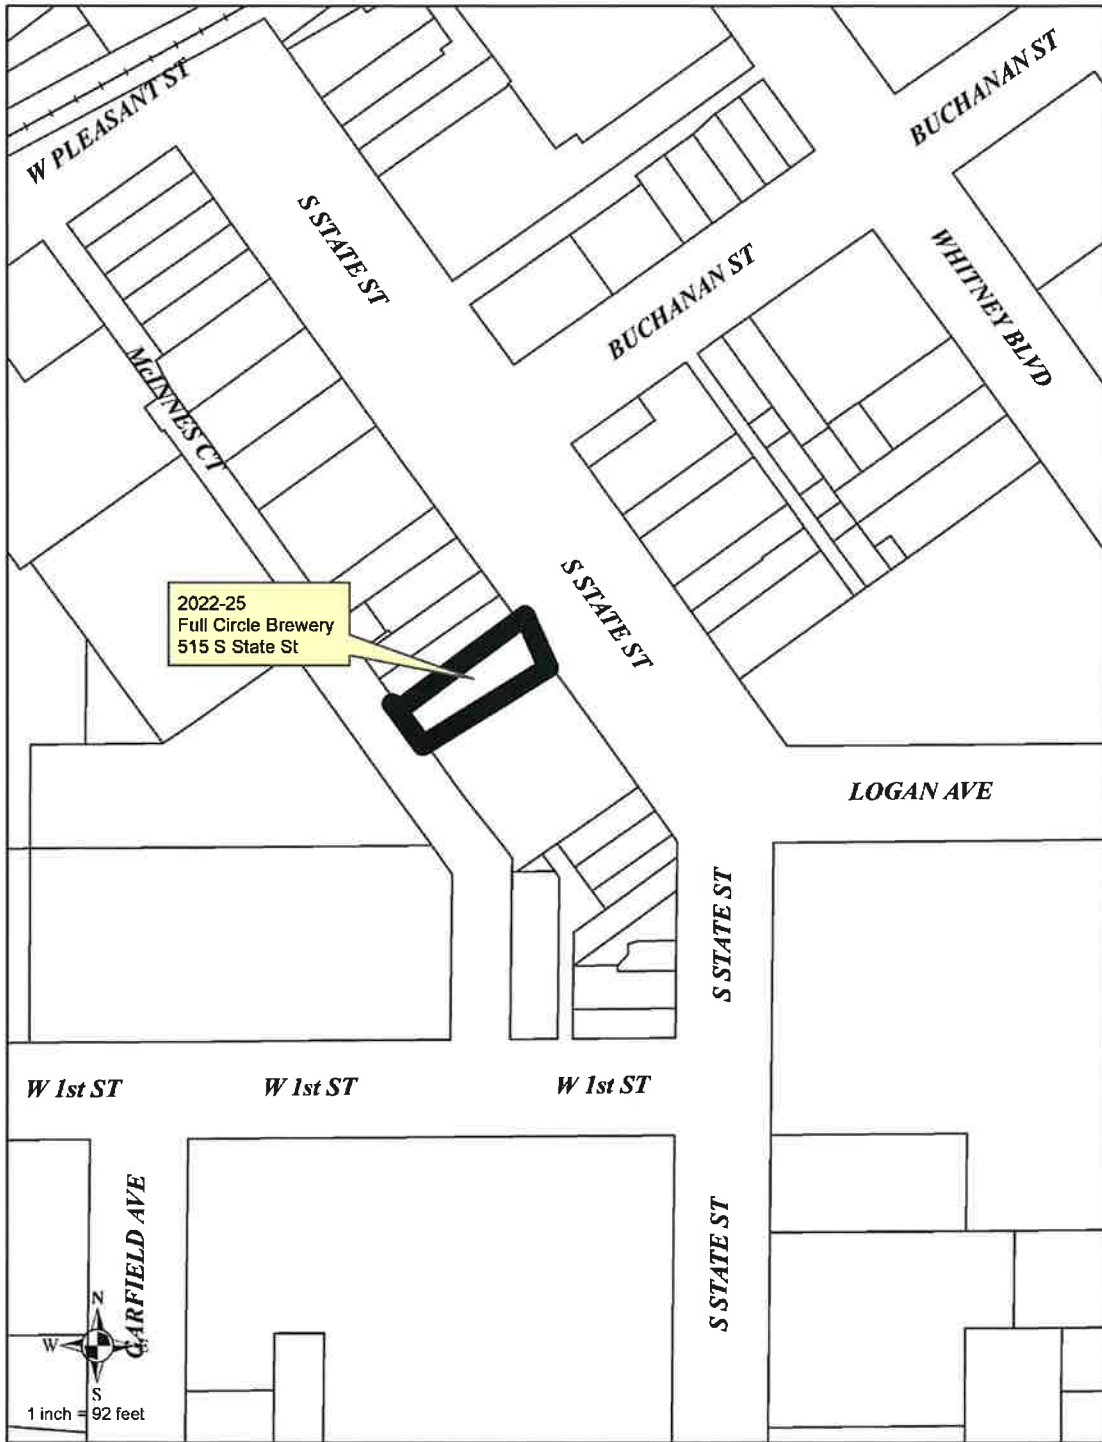 W PLEASANT ST
BUCHANAN ST
S STATE ST
BUCHANAN ST
WHITNEY BLVD
McINNES CT
S STATE ST
2022-25
Full Circle Brewery
515 S State St
LOGAN AVE
S STATE ST
W 1st ST
W 1st ST
W 1st ST
GARFIELD AVE
S STATE ST
N
W
E
S
1 inch = 92 feet